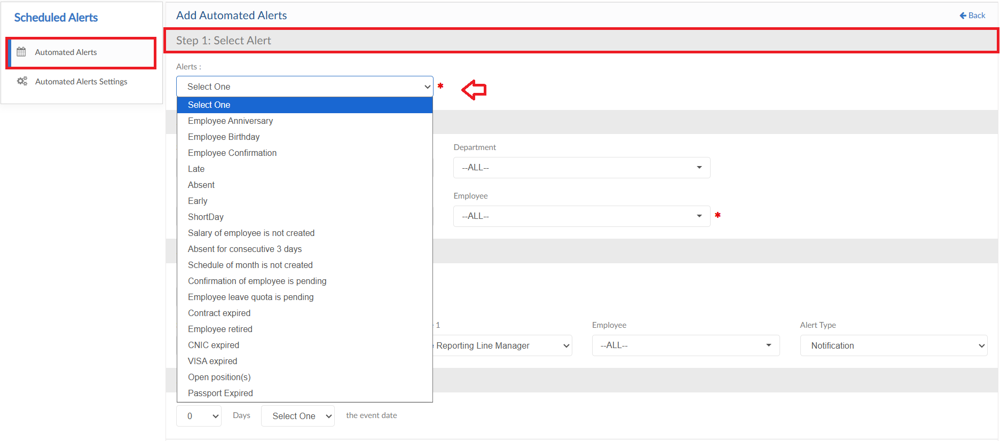 Scheduled Alerts
Automated Alerts
Automated Alerts Settings
Add Automated Alerts
Back
Step 1: Select Alert
Alerts :
Select One
*
Select One
Employee Anniversary
Employee Birthday
Employee Confirmation
Late
Absent
Early
ShortDay
Salary of employee is not created
Absent for consecutive 3 days
Schedule of month is not created
Confirmation of employee is pending
Employee leave quota is pending
Contract expired
Employee retired
CNIC expired
VISA expired
Open position(s)
Passport Expired
Department
--ALL--
Employee
--ALL--
*
1
Reporting Line Manager
Employee
--ALL--
Alert Type
Notification
0 Days Select One the event date